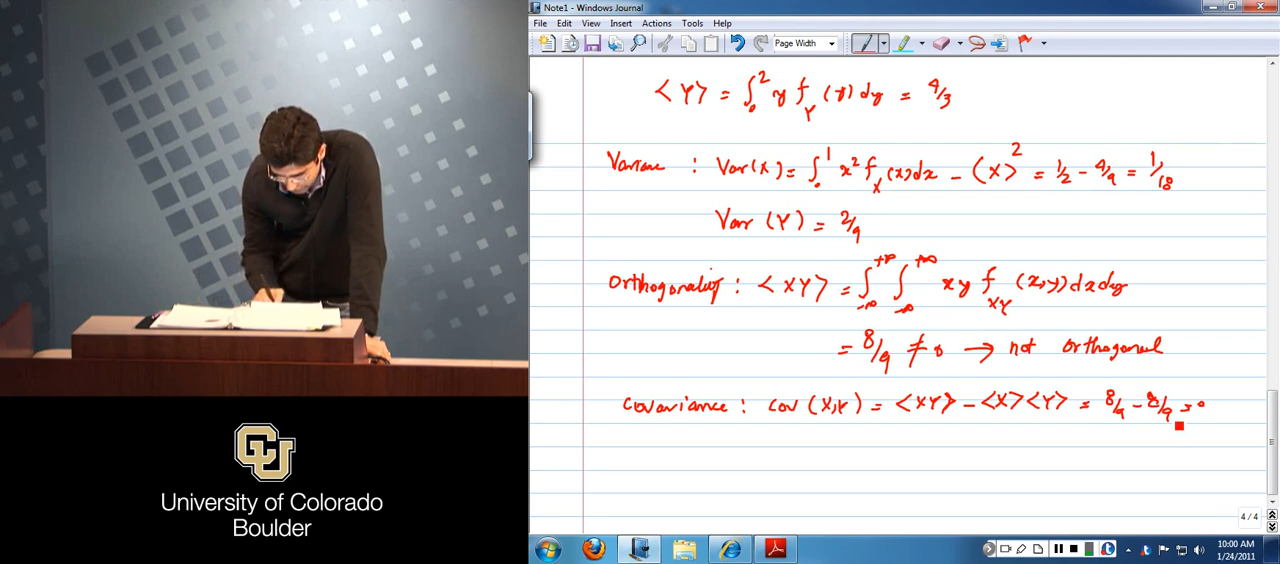 Note1 - Windows Journal
File Edit View Insert Actions Tools Help
Page Width
<Y> = ∫₀² y f_Y (y) dy = 4/3
Variance : Var(X) = ∫₀¹ x² f_X (x) dx - <X>² = 1/2 - 4/9 = 1/18
Var (Y) = 2/9
Orthogonality : <XY> = ∫_{-∞}^{+∞} ∫_{-∞}^{+∞} xy f_{XY} (x,y) dx dy
= 8/9 ≠ 0 → not orthogonal
Covariance : cov (X,Y) = <XY> - <X><Y> = 8/9 - 8/9 = 0
4 / 4
CU
University of Colorado
Boulder
10:00 AM
1/24/2011